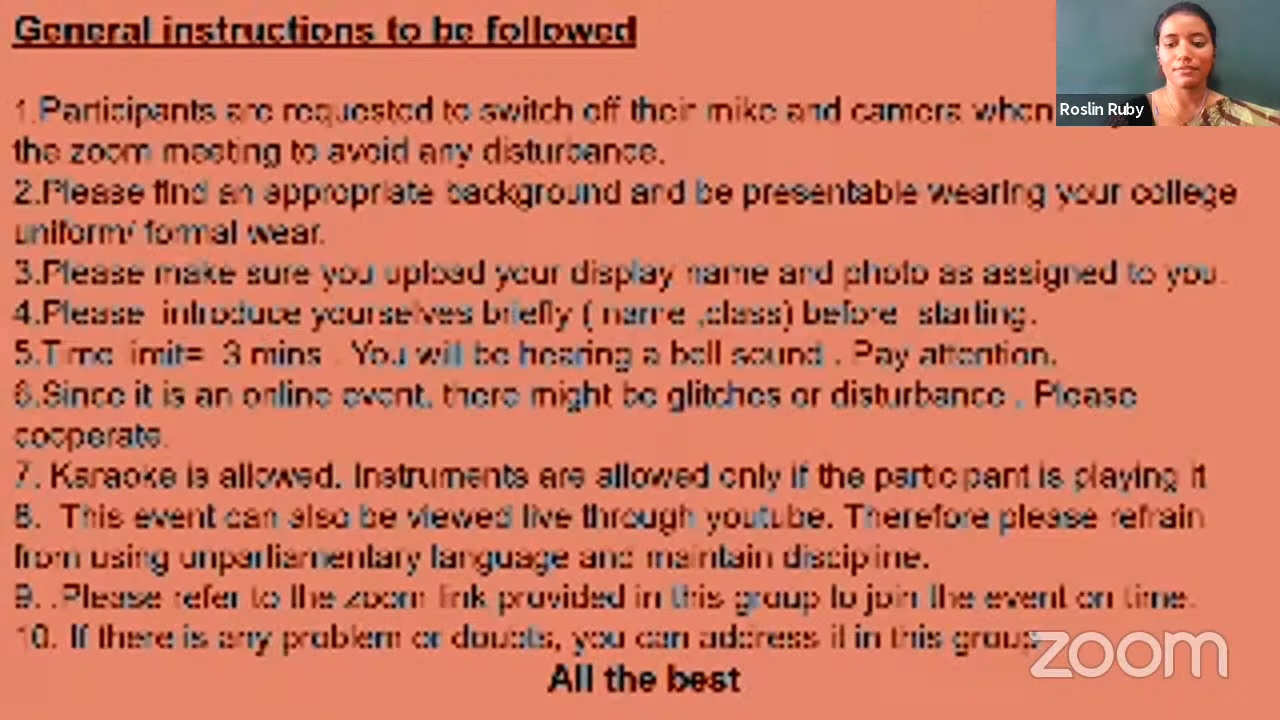 General instructions to be followed
Roslin Ruby
1.Participants are requested to switch off their mike and camera when
the zoom meeting to avoid any disturbance.
2.Please find an appropriate background and be presentable wearing your college
uniform/ formal wear.
3.Please make sure you upload your display name and photo as assigned to you.
4.Please introduce yourselves briefly ( name ,class) before starting.
5.Time limit= 3 mins . You will be hearing a bell sound . Pay attention.
6.Since it is an online event, there might be glitches or disturbance . Please
cooperate.
7. Karaoke is allowed. Instruments are allowed only if the participant is playing it
8. This event can also be viewed live through youtube. Therefore please refrain
from using unparliamentary language and maintain discipline.
9. .Please refer to the zoom link provided in this group to join the event on time.
10. If there is any problem or doubts, you can address it in this group
zoom
All the best